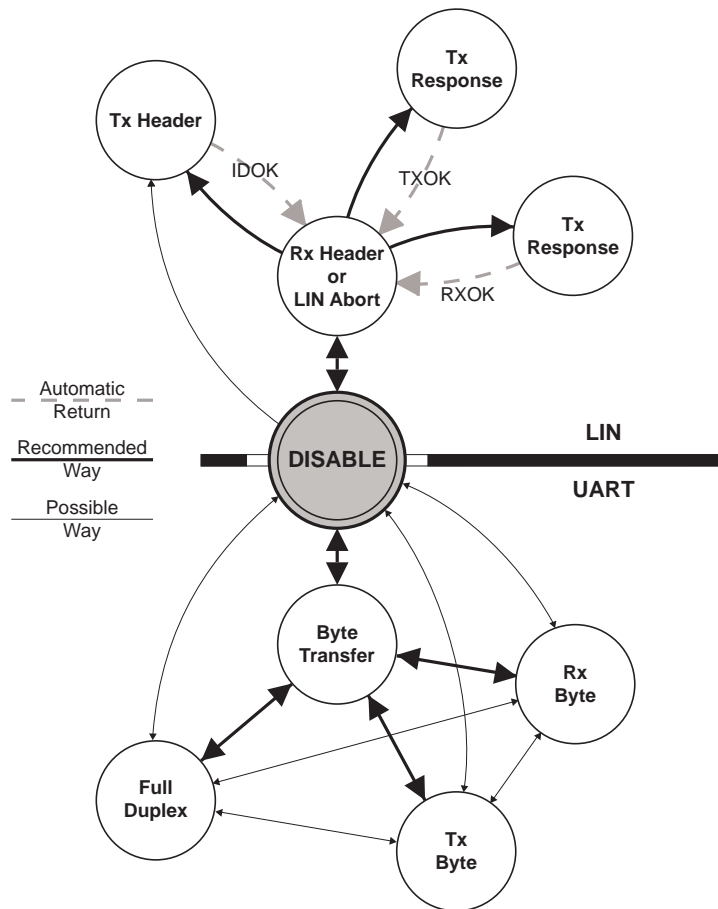 Tx
Response
Tx Header
IDOK
TXOK
Tx
Response
Rx Header
or
LIN Abort
RXOK
Automatic
Return
Recommended
Way
Possible
Way
DISABLE
LIN
UART
Byte
Transfer
Rx
Byte
Full
Duplex
Tx
Byte